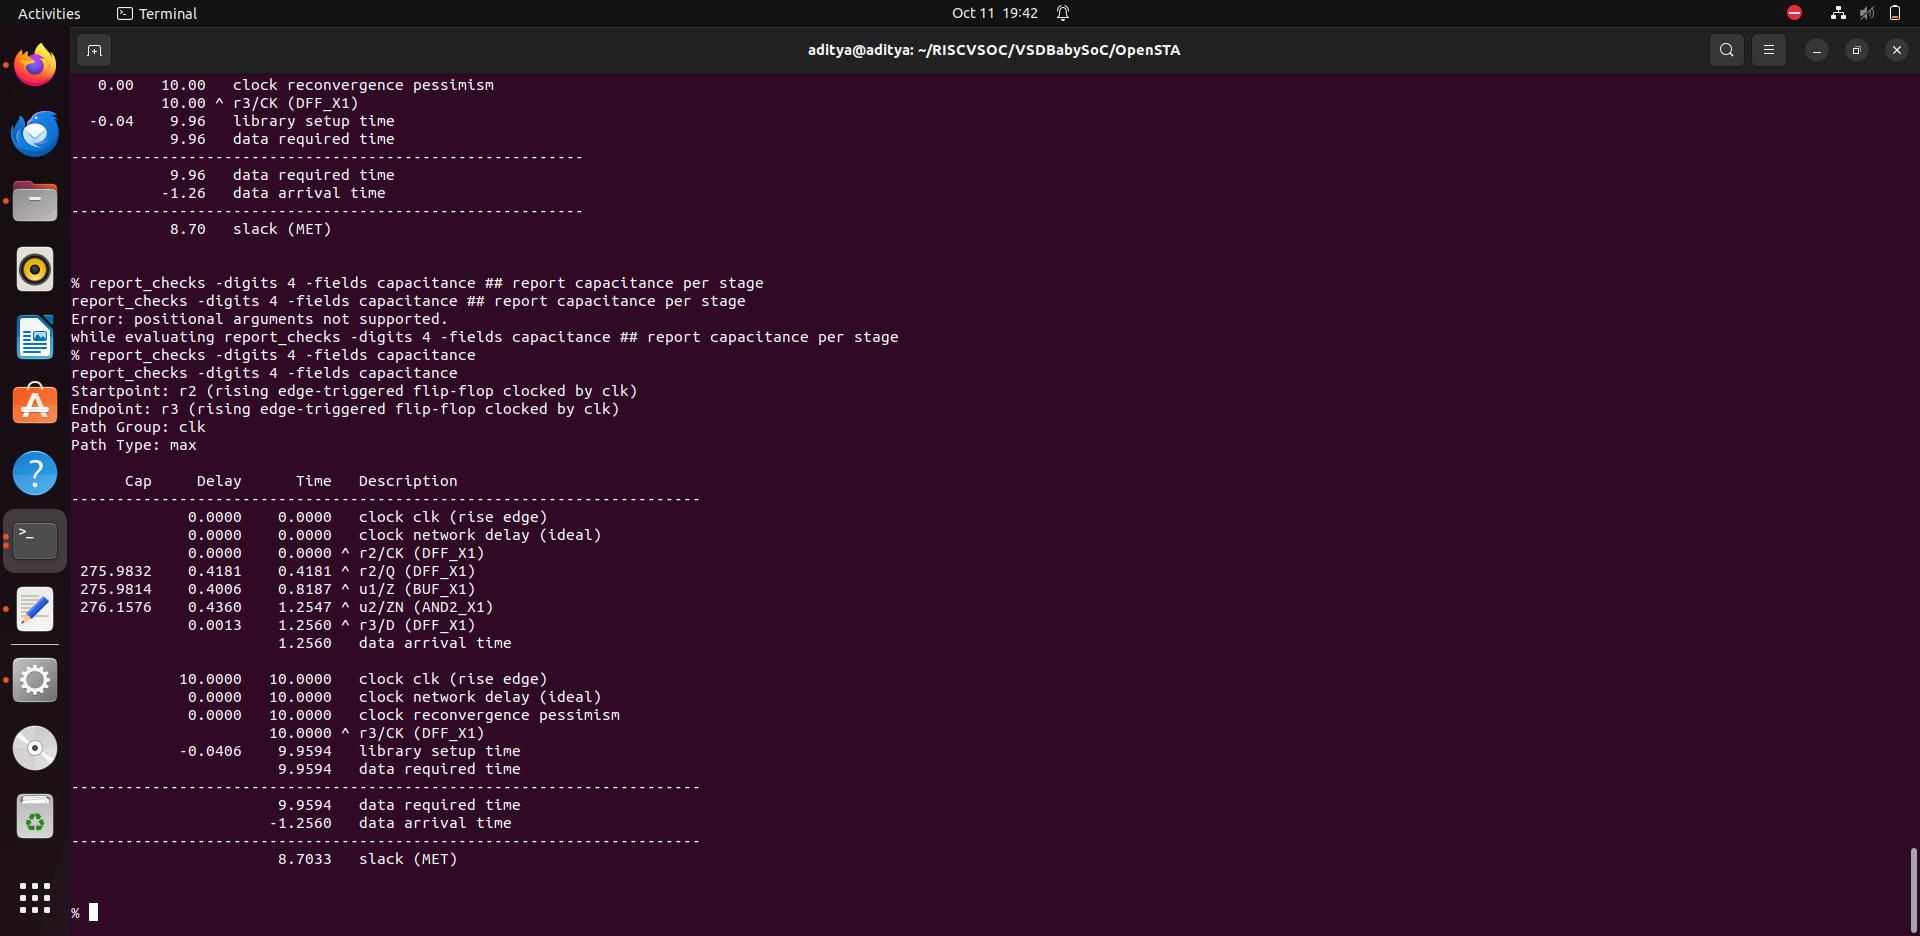 Activities
Terminal
Oct 11 19:42
aditya@aditya: ~/RISCVSOC/VSDBabySoC/OpenSTA
0.00 10.00 clock reconvergence pessimism
10.00 ^ r3/CK (DFF_X1)
-0.04 9.96 library setup time
9.96 data required time
---------------------------------------------------------
9.96 data required time
-1.26 data arrival time
---------------------------------------------------------
8.70 slack (MET)
% report_checks -digits 4 -fields capacitance ## report capacitance per stage
report_checks -digits 4 -fields capacitance ## report capacitance per stage
Error: positional arguments not supported.
while evaluating report_checks -digits 4 -fields capacitance ## report capacitance per stage
% report_checks -digits 4 -fields capacitance
report_checks -digits 4 -fields capacitance
Startpoint: r2 (rising edge-triggered flip-flop clocked by clk)
Endpoint: r3 (rising edge-triggered flip-flop clocked by clk)
Path Group: clk
Path Type: max
Cap Delay Time Description
----------------------------------------------------------------------
0.0000 0.0000 clock clk (rise edge)
0.0000 0.0000 clock network delay (ideal)
0.0000 0.0000 ^ r2/CK (DFF_X1)
275.9832 0.4181 0.4181 ^ r2/Q (DFF_X1)
275.9814 0.4006 0.8187 ^ u1/Z (BUF_X1)
276.1576 0.4360 1.2547 ^ u2/ZN (AND2_X1)
0.0013 1.2560 ^ r3/D (DFF_X1)
1.2560 data arrival time
10.0000 10.0000 clock clk (rise edge)
0.0000 10.0000 clock network delay (ideal)
0.0000 10.0000 clock reconvergence pessimism
10.0000 ^ r3/CK (DFF_X1)
-0.0406 9.9594 library setup time
9.9594 data required time
----------------------------------------------------------------------
9.9594 data required time
-1.2560 data arrival time
----------------------------------------------------------------------
8.7033 slack (MET)
%